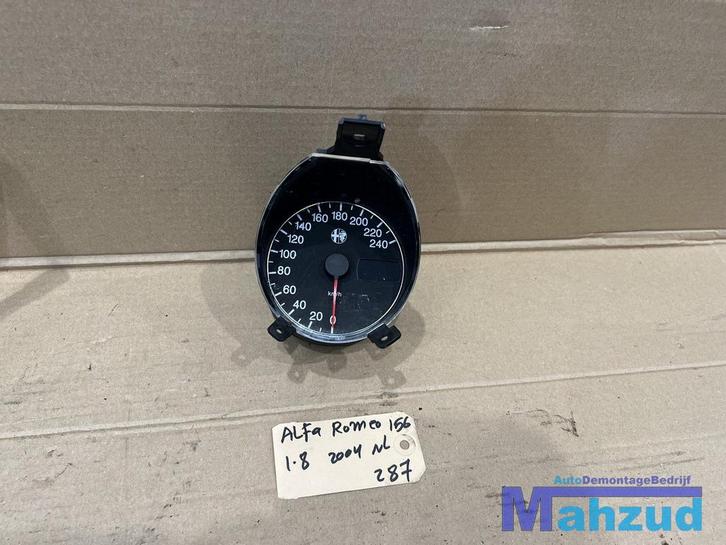 160 180 200
140 220
120 240
100
80
60 km/h
40
20 0
ALFA ROMEO 156
1.8 2004 NL
287
AutoDemontageBedrijf
Mahzud